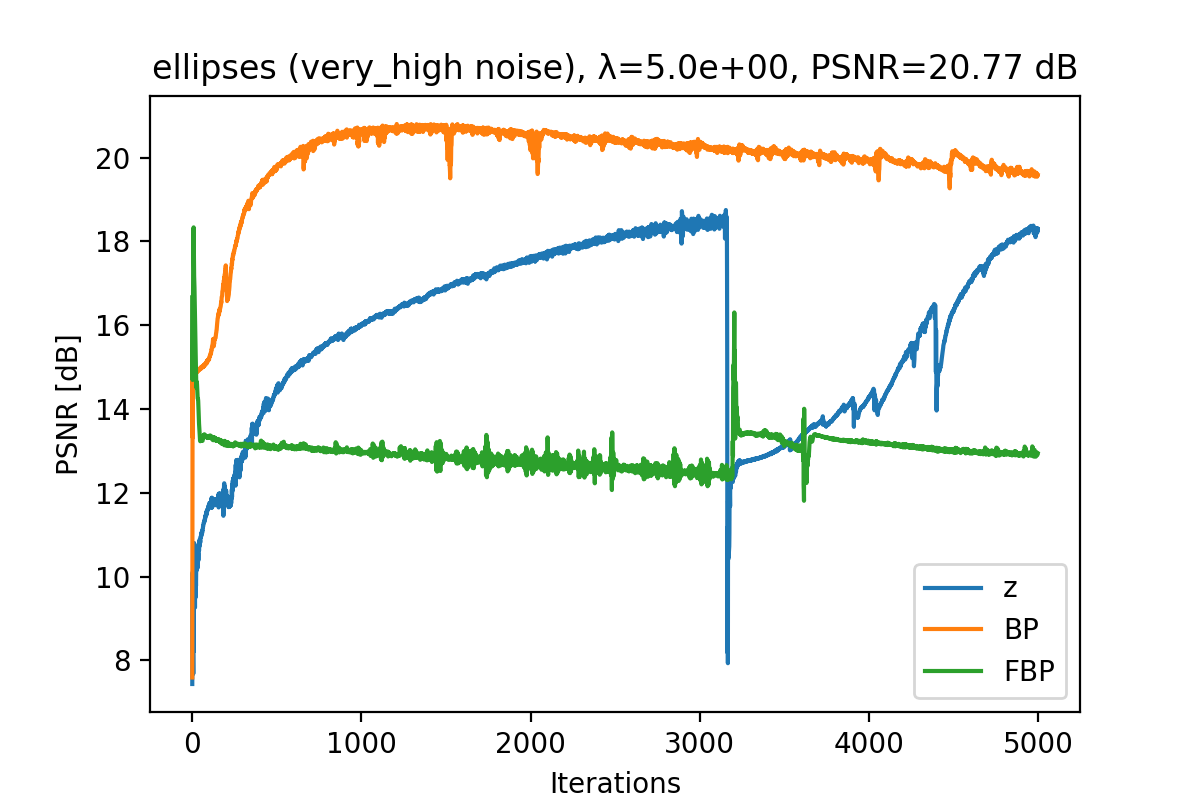 ellipses (very_high noise), λ=5.0e+00, PSNR=20.77 dB
PSNR [dB]
20
18
16
14
12
10
8
z
BP
FBP
0 1000 2000 3000 4000 5000
Iterations